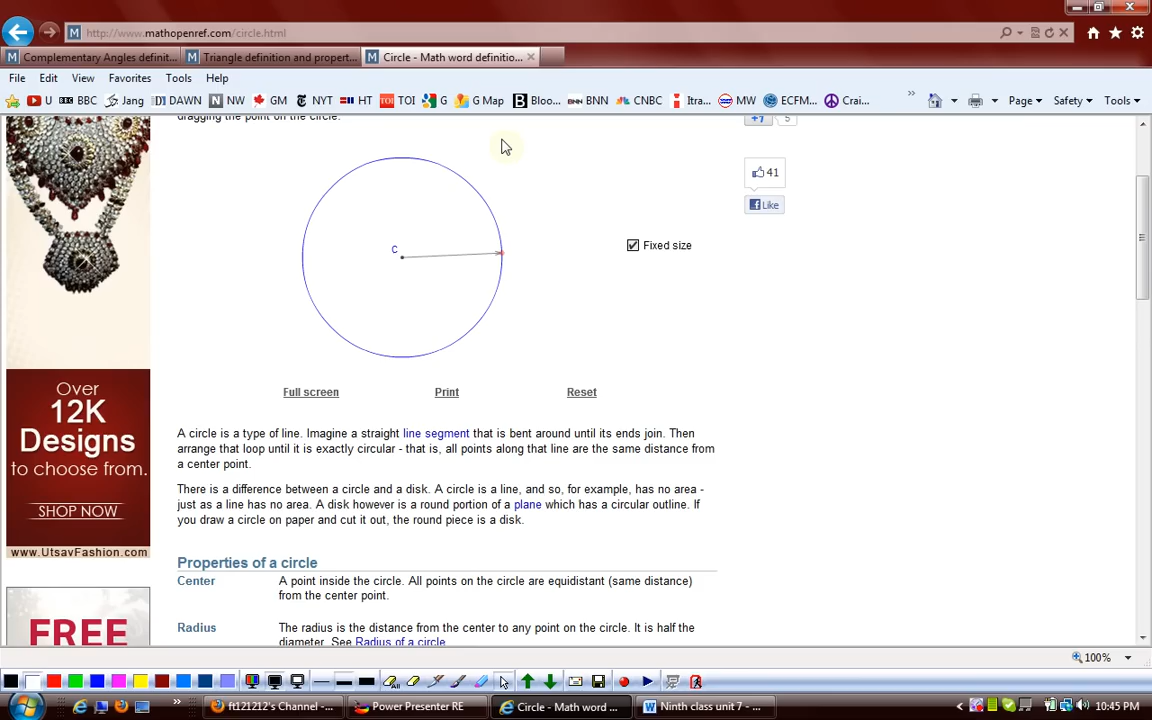 http://www.mathopenref.com/circle.html
Complementary Angles definit...
Triangle definition and propert...
Circle - Math word definitio...
File Edit View Favorites Tools Help
U BBC Jang DAWN NW GM NYT HT TOI G G Map Bloo... BNN CNBC Itra... MW ECFM... Crai...
Page Safety Tools
dragging the point on the circle.
+1 5
41
Like
C
Fixed size
Full screen Print Reset
A circle is a type of line. Imagine a straight line segment that is bent around until its ends join. Then
arrange that loop until it is exactly circular - that is, all points along that line are the same distance from
a center point.
There is a difference between a circle and a disk. A circle is a line, and so, for example, has no area -
just as a line has no area. A disk however is a round portion of a plane which has a circular outline. If
you draw a circle on paper and cut it out, the round piece is a disk.
Properties of a circle
Center A point inside the circle. All points on the circle are equidistant (same distance)
from the center point.
Radius The radius is the distance from the center to any point on the circle. It is half the
diameter. See Radius of a circle
Over
12K
Designs
to choose from.
SHOP NOW
www.UtsavFashion.com
FREE
100%
ft121212's Channel -...
Power Presenter RE
Circle - Math word ...
Ninth class unit 7 - ...
10:45 PM